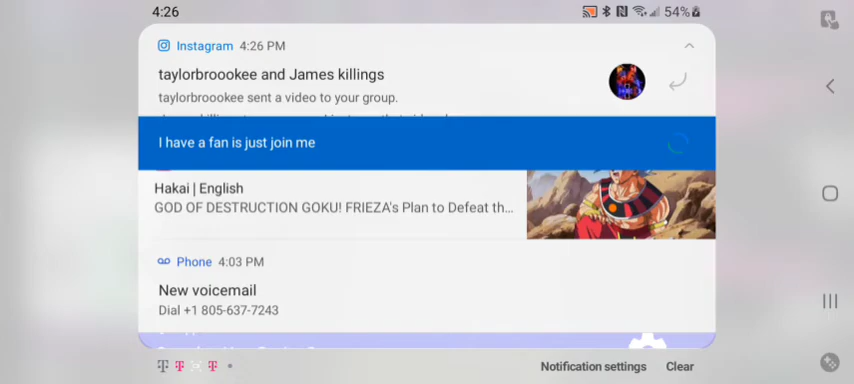 4:26
54%
Instagram 4:26 PM
taylorbroookee and James killings
taylorbroookee sent a video to your group.
I have a fan is just join me
Hakai | English
GOD OF DESTRUCTION GOKU! FRIEZA's Plan to Defeat th...
Phone 4:03 PM
New voicemail
Dial +1 805-637-7243
Notification settings
Clear